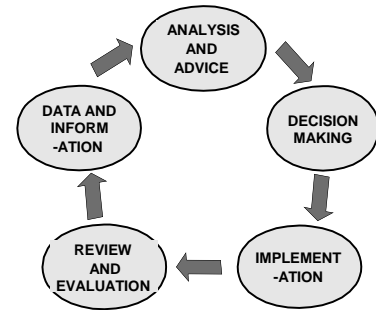 ANALYSIS
AND
ADVICE
DECISION
MAKING
IMPLEMENT
-ATION
REVIEW
AND
EVALUATION
DATA AND
INFORM
-ATION